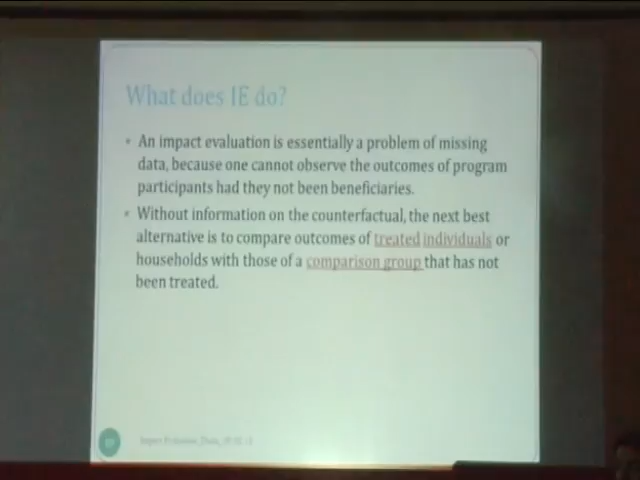 What does IE do?
• An impact evaluation is essentially a problem of missing
data, because one cannot observe the outcomes of program
participants had they not been beneficiaries.
• Without information on the counterfactual, the next best
alternative is to compare outcomes of treated individuals or
households with those of a comparison group that has not
been treated.
Impact